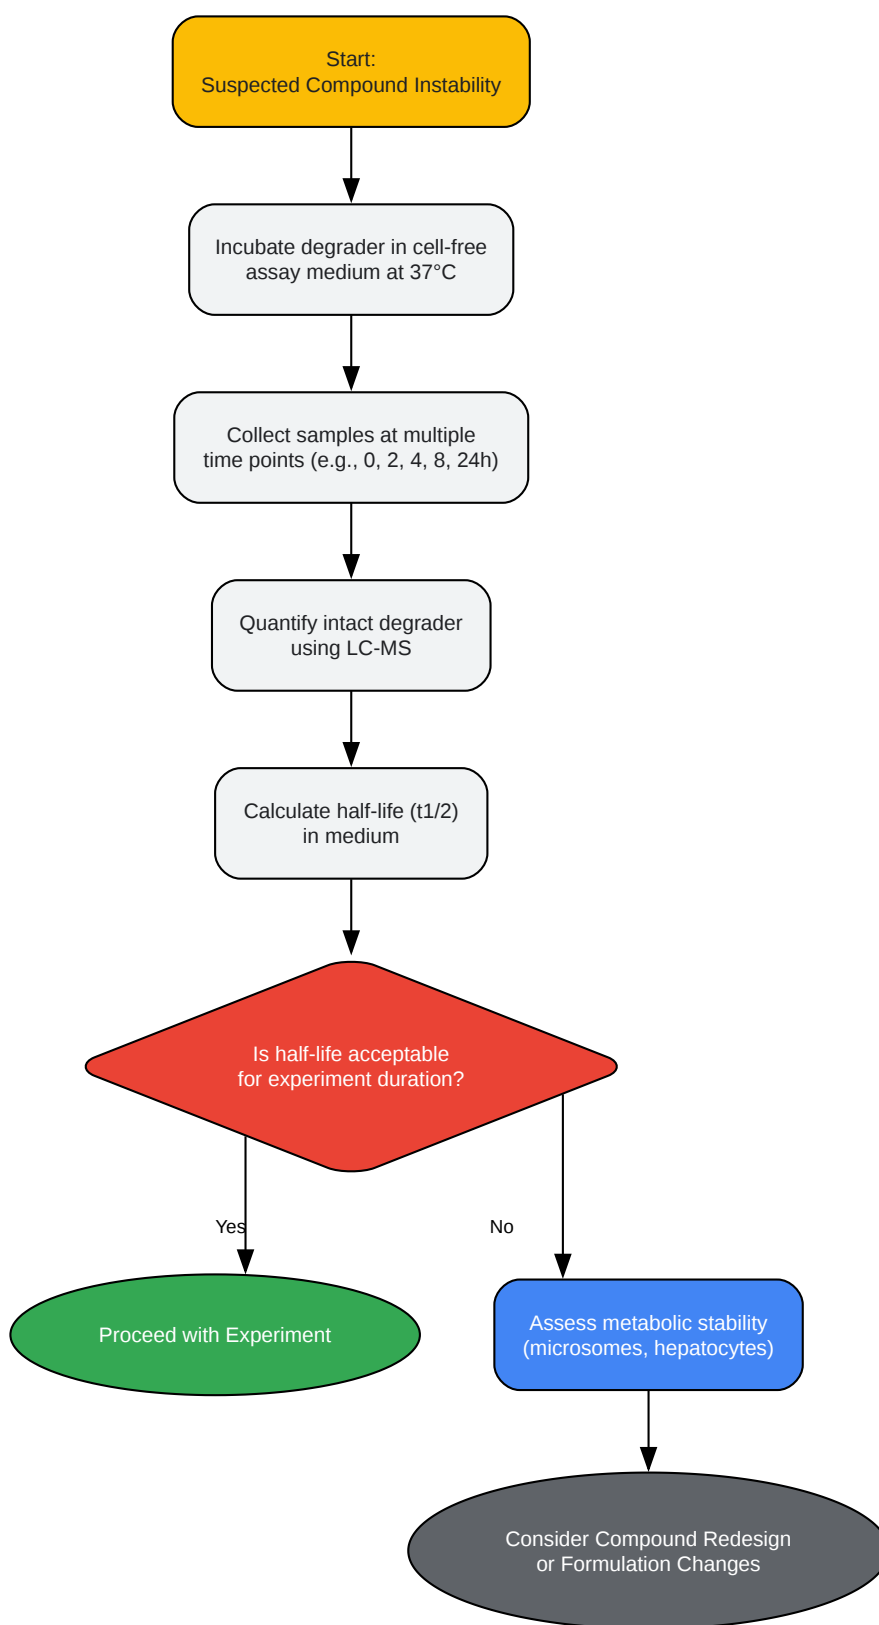 Start:
Suspected Compound Instability
Incubate degrader in cell-free
assay medium at 37°C
Collect samples at multiple
time points (e.g., 0, 2, 4, 8, 24h)
Quantify intact degrader
using LC-MS
Calculate half-life (t1/2)
in medium
Is half-life acceptable
for experiment duration?
Yes
No
Proceed with Experiment
Assess metabolic stability
(microsomes, hepatocytes)
Consider Compound Redesign
or Formulation Changes